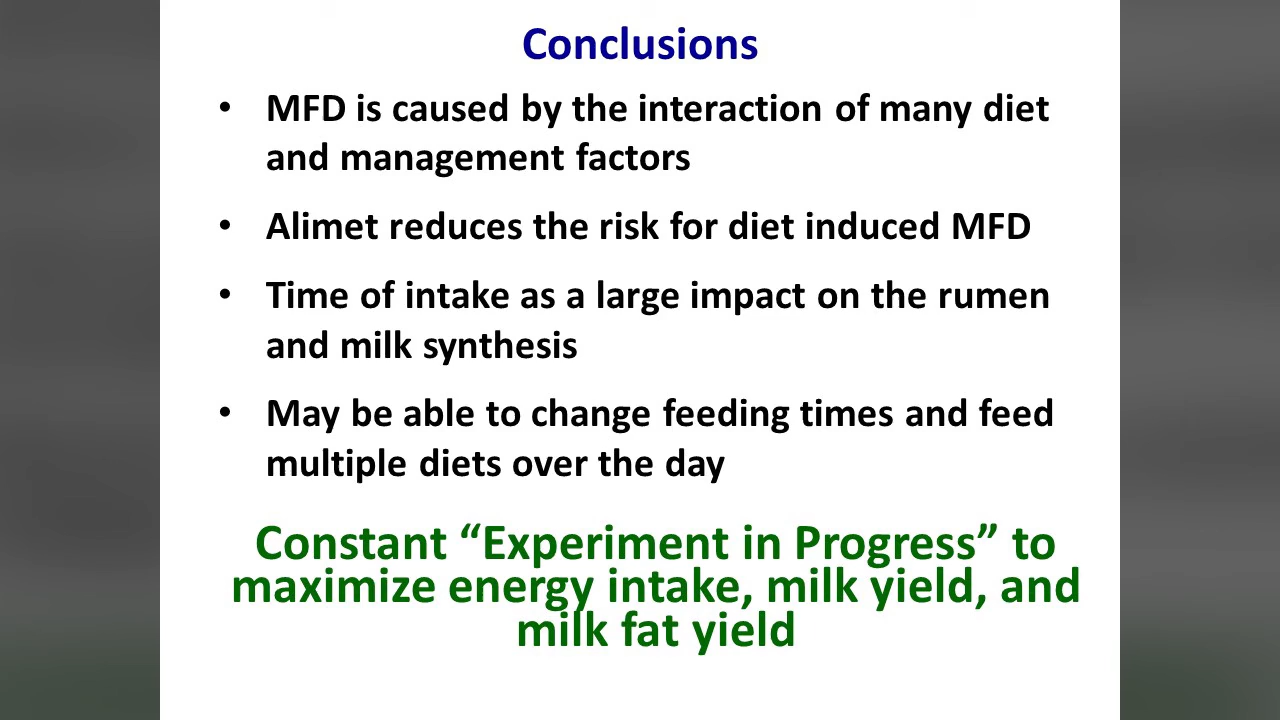 Conclusions
• MFD is caused by the interaction of many diet
and management factors
• Alimet reduces the risk for diet induced MFD
• Time of intake as a large impact on the rumen
and milk synthesis
• May be able to change feeding times and feed
multiple diets over the day
Constant “Experiment in Progress” to
maximize energy intake, milk yield, and
milk fat yield